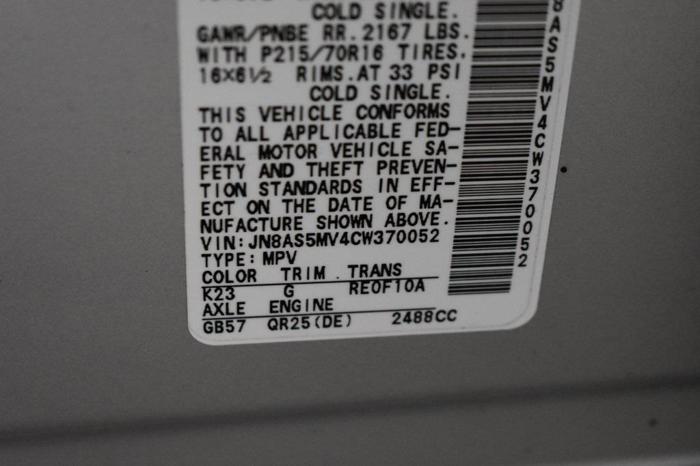 COLD SINGLE.
GAWR/PNBE RR.2167 LBS.
WITH P215/70R16 TIRES.
16×6½ RIMS.AT 33 PSI
COLD SINGLE.
THIS VEHICLE CONFORMS
TO ALL APPLICABLE FED-
ERAL MOTOR VEHICLE SA-
FETY AND THEFT PREVEN-
TION STANDARDS IN EFF-
ECT ON THE DATE OF MA-
NUFACTURE SHOWN ABOVE.
VIN:JN8AS5MV4CW370052
TYPE:MPV
COLOR TRIM TRANS
K23 G RE0F10A
AXLE ENGINE
GB57 QR25(DE) 2488CC
8AS5MV4CW370052